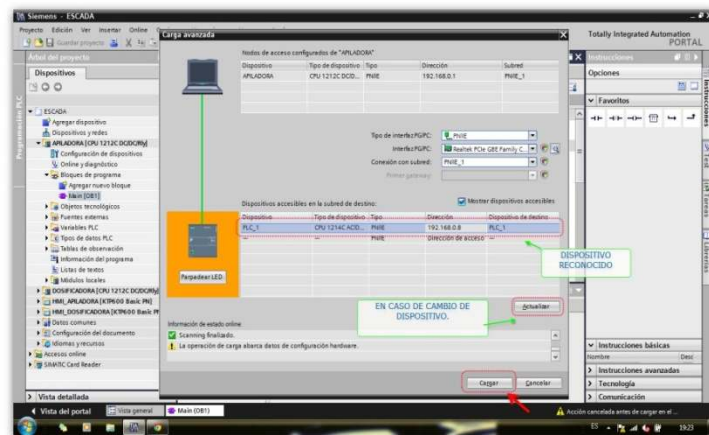 Siemens - ESCADA
Proyecto Edición Ver Insertar Online
Guardar proyecto
Totally Integrated Automation
PORTAL
Árbol del proyecto
Dispositivos
Programación PLC
ESCADA
Agregar dispositivo
Dispositivos y redes
APILADORA [CPU 1212C DC/DC/Rly]
Configuración de dispositivos
Online y diagnóstico
Bloques de programa
Agregar nuevo bloque
Main [OB1]
Objetos tecnológicos
Fuentes externas
Variables PLC
Tipos de datos PLC
Tablas de observación
Información del programa
Listas de textos
Módulos locales
DOSIFICADORA [CPU 1212C DC/DC/Rly]
HMI_APILADORA [KTP600 Basic PN]
HMI_DOSIFICADORA [KTP600 Basic PN
Datos comunes
Configuración del documento
Idiomas y recursos
Accesos online
SIMATIC Card Reader
Vista detallada
Carga avanzada
Nodos de acceso configurados de "APILADORA"
Dispositivo Tipo de dispositivo Tipo Dirección Subred
APILADORA CPU 1212C DC/D... PN/IE 192.168.0.1 PN/IE_1
Tipo de interfaz PG/PC: PN/IE
Interfaz PG/PC: Realtek PCIe GBE Family C...
Conexión con subred: PN/IE_1
Primer gateway:
Dispositivos accesibles en la subred de destino:
Mostrar dispositivos accesibles
Dispositivo Tipo de dispositivo Tipo Dirección Dispositivo de destino
PLC_1 CPU 1214C AC/D... PN/IE 192.168.0.8 PLC_1
-- -- PN/IE Dirección de acceso --
Parpadear LED
DISPOSITIVO
RECONOCIDO
EN CASO DE CAMBIO DE
DISPOSITIVO.
Actualizar
Información de estado online
Scanning finalizado.
La operación de carga abarca datos de configuración hardware.
Cargar Cancelar
Instrucciones
Opciones
Favoritos
Instrucciones básicas
Nombre Desc
Instrucciones avanzadas
Tecnología
Comunicación
Instrucciones
Test
Tareas
Librerías
Vista del portal Vista general Main (OB1)
Acción cancelada antes de cargar en el ...
ES 19:23